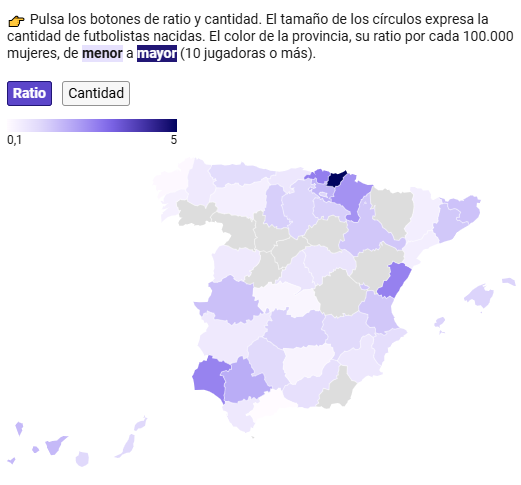 👉 Pulsa los botones de ratio y cantidad. El tamaño de los círculos expresa la
cantidad de futbolistas nacidas. El color de la provincia, su ratio por cada 100.000
mujeres, de menor a mayor (10 jugadoras o más).
Ratio Cantidad
0,1 5